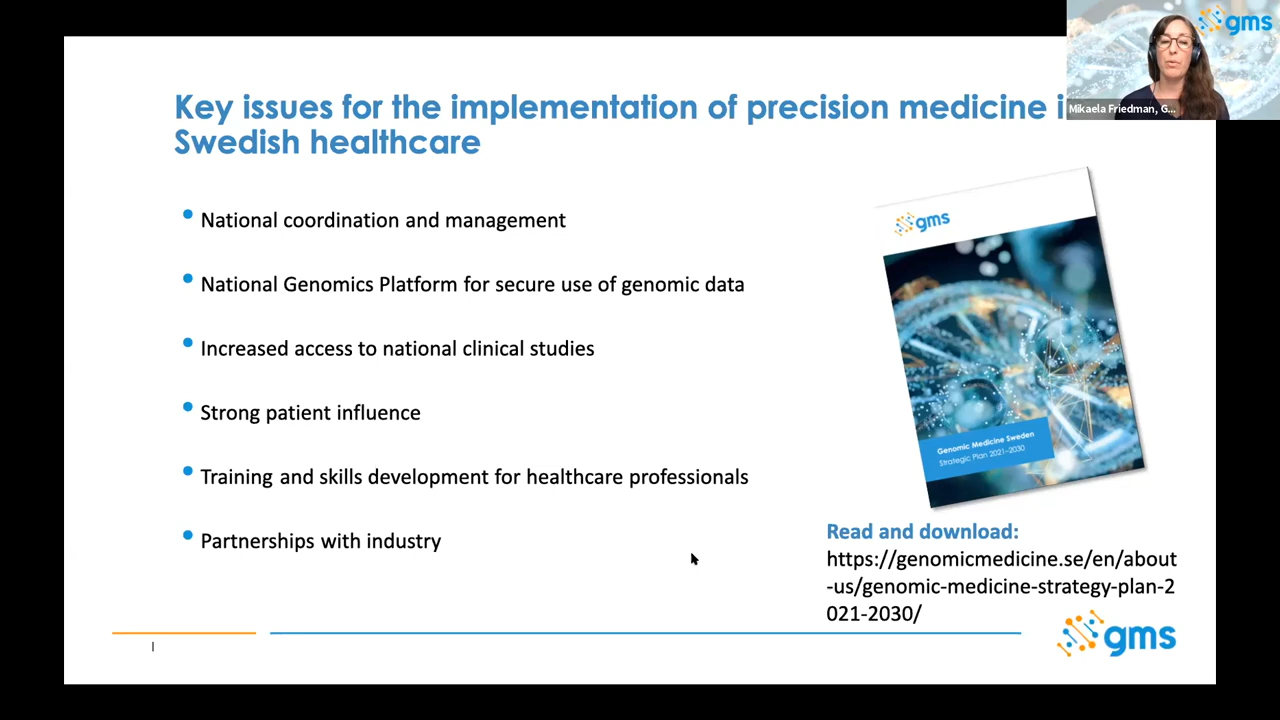 gms
Mikaela Friedman, G...
Key issues for the implementation of precision medicine i
Swedish healthcare
• National coordination and management
• National Genomics Platform for secure use of genomic data
• Increased access to national clinical studies
• Strong patient influence
• Training and skills development for healthcare professionals
• Partnerships with industry
gms
Genomic Medicine Sweden
Strategic Plan 2021–2030
Read and download:
https://genomicmedicine.se/en/about
-us/genomic-medicine-strategy-plan-2
021-2030/
gms